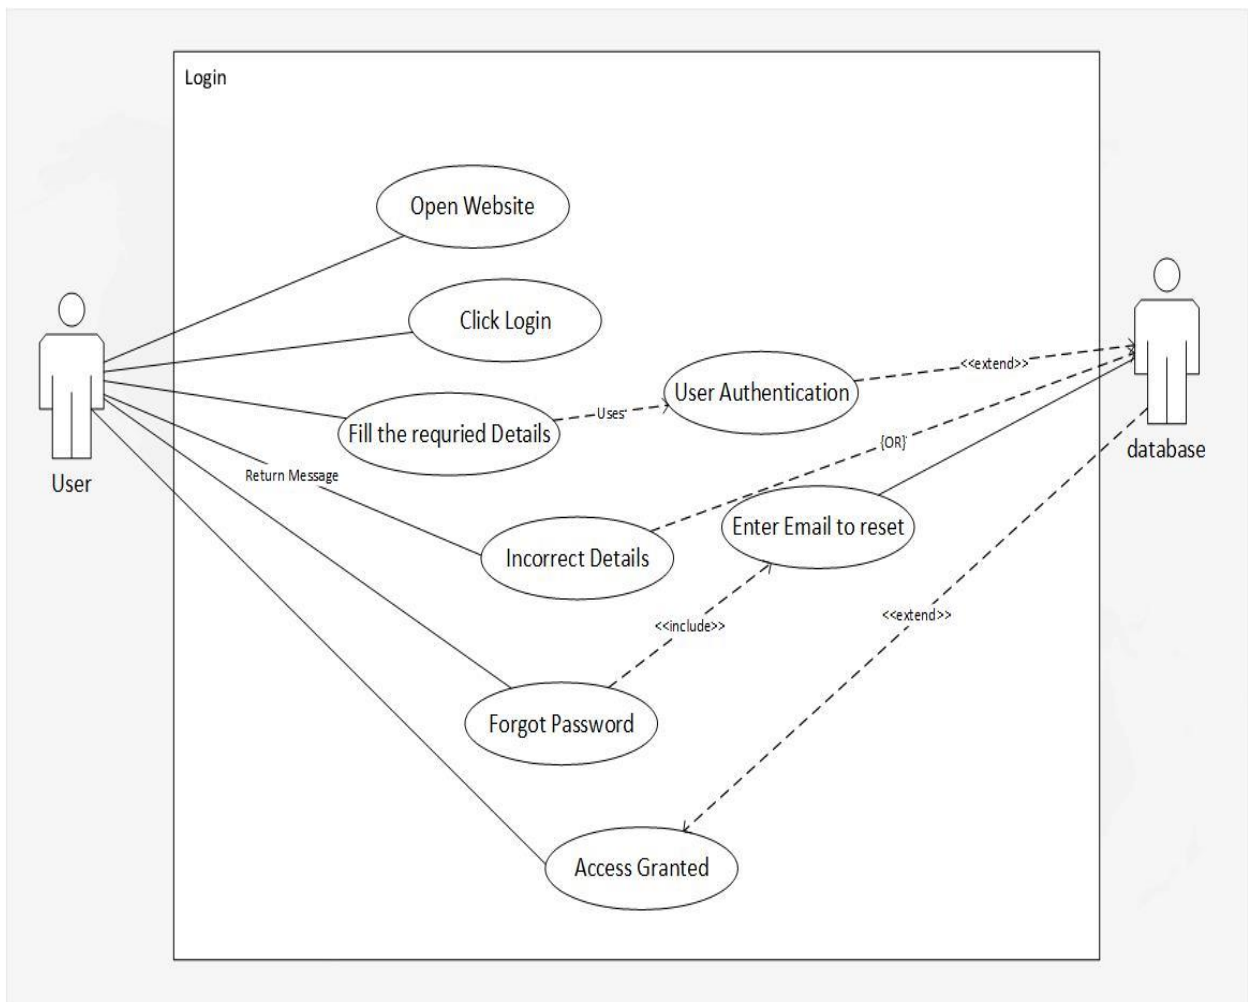 Login
Open Website
Click Login
User Authentication
<<extend>>
Uses
Fill the requried Details
{OR}
database
Return Message
User
Enter Email to reset
Incorrect Details
<<extend>>
<<include>>
Forgot Password
Access Granted